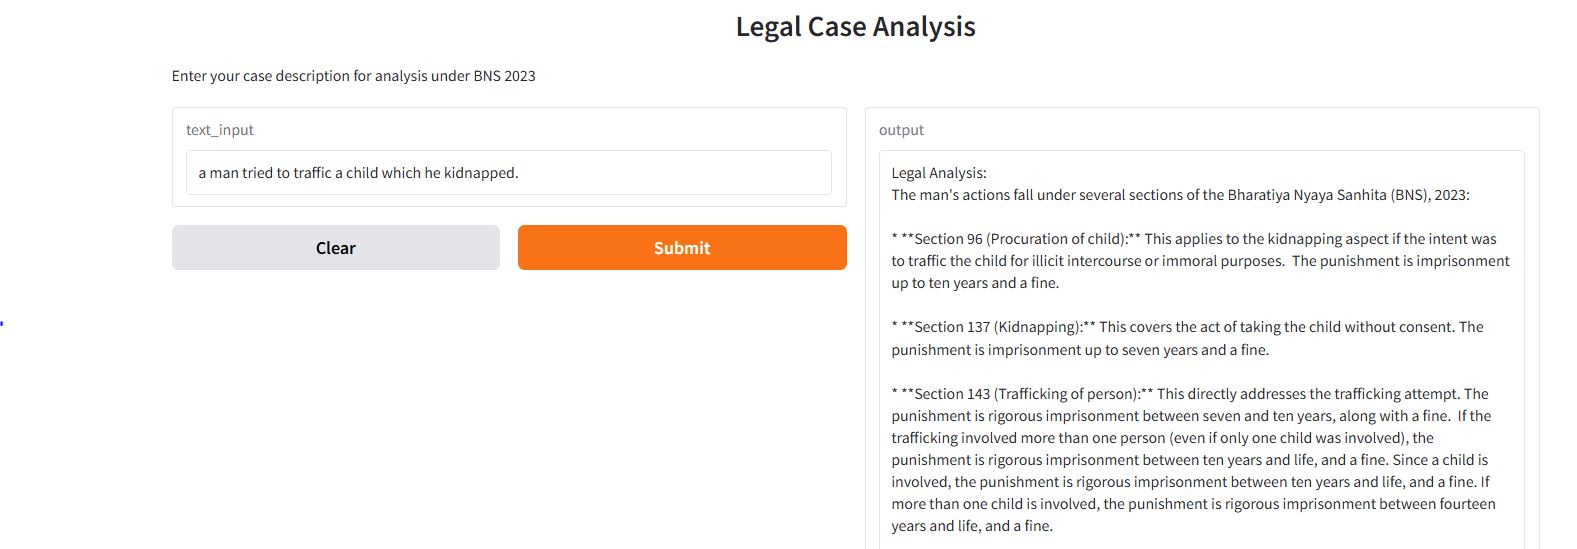 Legal Case Analysis
Enter your case description for analysis under BNS 2023
text_input
a man tried to traffic a child which he kidnapped.
Clear
Submit
output
Legal Analysis:
The man's actions fall under several sections of the Bharatiya Nyaya Sanhita (BNS), 2023:
* **Section 96 (Procuration of child):** This applies to the kidnapping aspect if the intent was
to traffic the child for illicit intercourse or immoral purposes.  The punishment is imprisonment
up to ten years and a fine.
* **Section 137 (Kidnapping):** This covers the act of taking the child without consent. The
punishment is imprisonment up to seven years and a fine.
* **Section 143 (Trafficking of person):** This directly addresses the trafficking attempt. The
punishment is rigorous imprisonment between seven and ten years, along with a fine.  If the
trafficking involved more than one person (even if only one child was involved), the
punishment is rigorous imprisonment between ten years and life, and a fine. Since a child is
involved, the punishment is rigorous imprisonment between ten years and life, and a fine. If
more than one child is involved, the punishment is rigorous imprisonment between fourteen
years and life, and a fine.